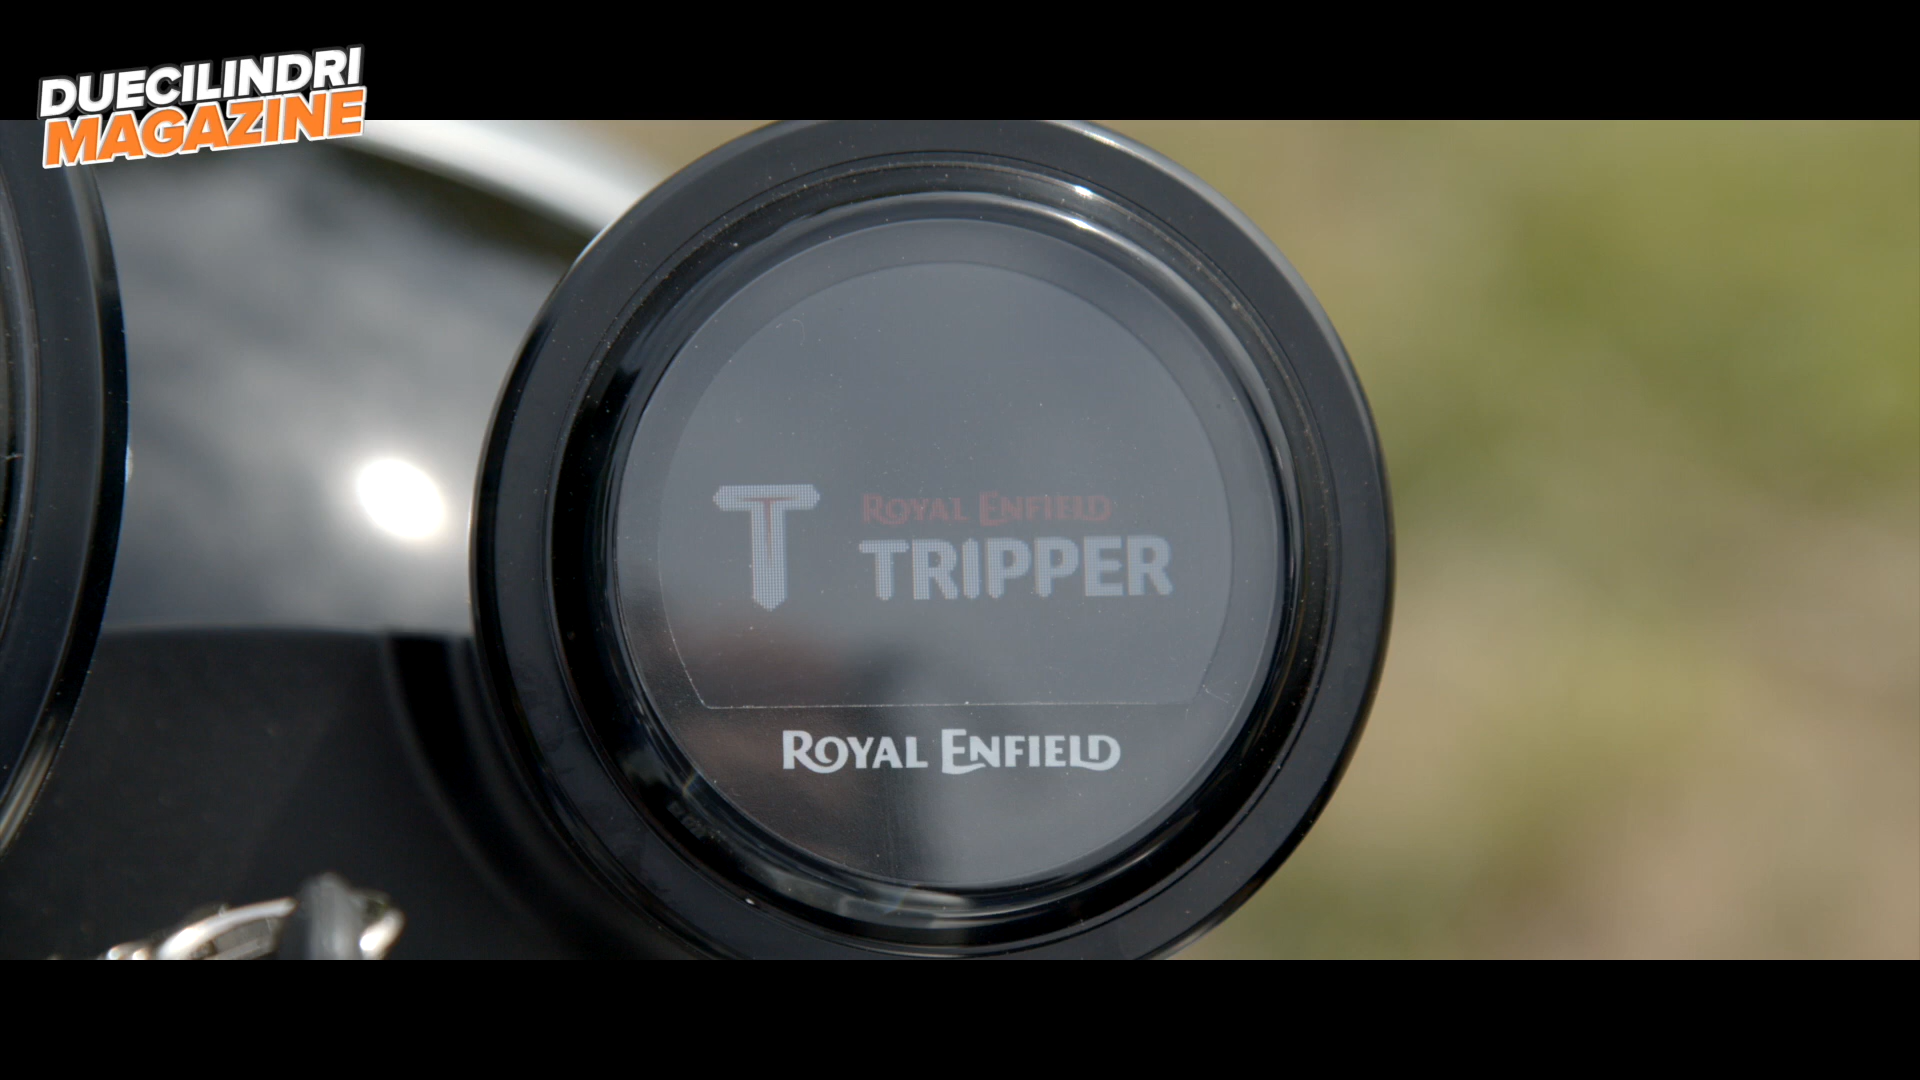 DUECILINDRI
MAGAZINE
ROYAL ENFIELD
TRIPPER
ROYAL ENFIELD